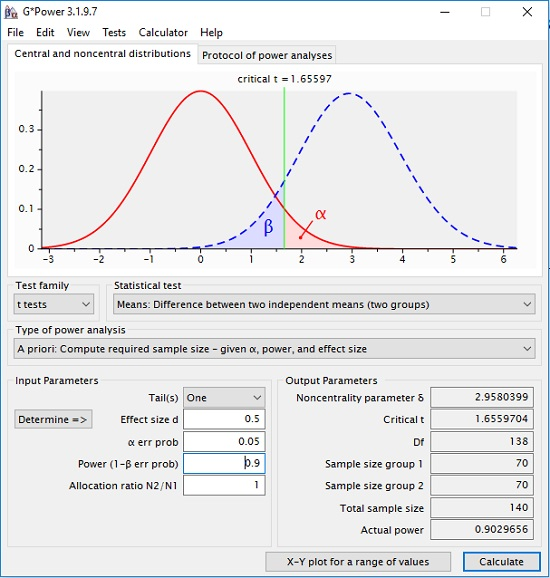 G*Power 3.1.9.7
File Edit View Tests Calculator Help
Central and noncentral distributions Protocol of power analyses
critical t = 1.65597
0.3
0.2
0.1
0
β α
-3 -2 -1 0 1 2 3 4 5 6
Test family Statistical test
t tests Means: Difference between two independent means (two groups)
Type of power analysis
A priori: Compute required sample size - given α, power, and effect size
Input Parameters
Tail(s) One
Determine => Effect size d 0.5
α err prob 0.05
Power (1-β err prob) 0.9
Allocation ratio N2/N1 1
Output Parameters
Noncentrality parameter δ 2.9580399
Critical t 1.6559704
Df 138
Sample size group 1 70
Sample size group 2 70
Total sample size 140
Actual power 0.9029656
X-Y plot for a range of values Calculate